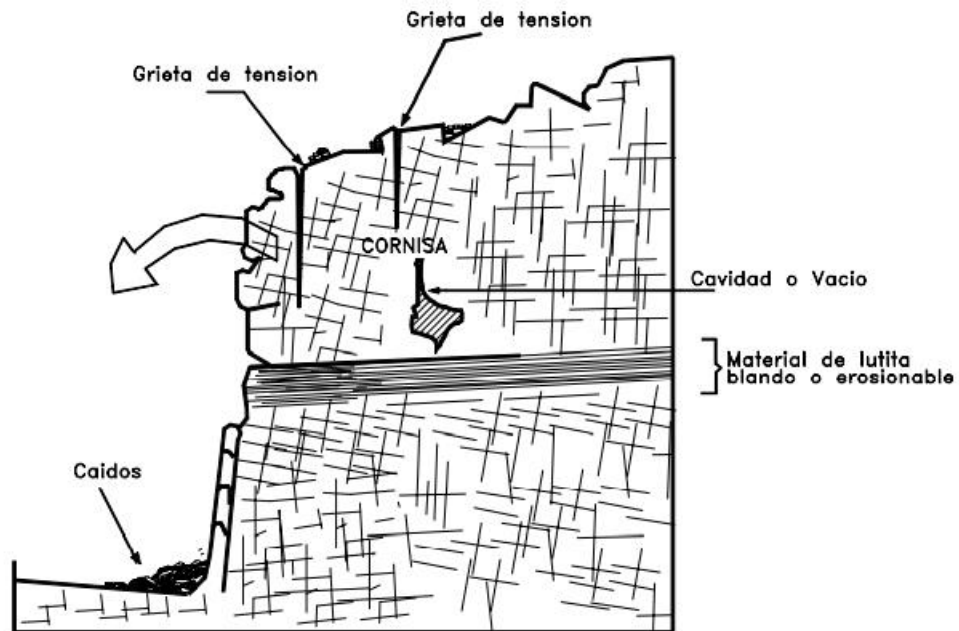 Grieta de tension
Grieta de tension
CORNISA
Cavidad o Vacio
Material de lutita
blando o erosionable
Caidos